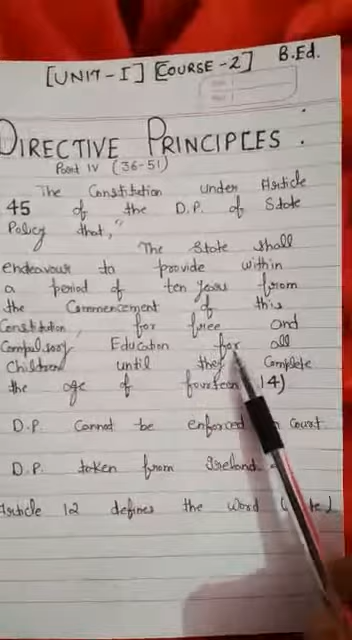 [UNIT-I] [COURSE-2] B.Ed.
DIRECTIVE PRINCIPLES.
Part IV (36-51)
The Constitution under Article
45 of the D.P. of State
Policy that,"
The State shall
endeavour to provide within
a period of ten years from
the Commencement of this
Constitution, for free and
Compulsory Education for all
Children until they Complete
the age of fourteen (14)
D.P. Cannot be enforced Court
D.P. taken from Ireland.
Article 12 defines the word